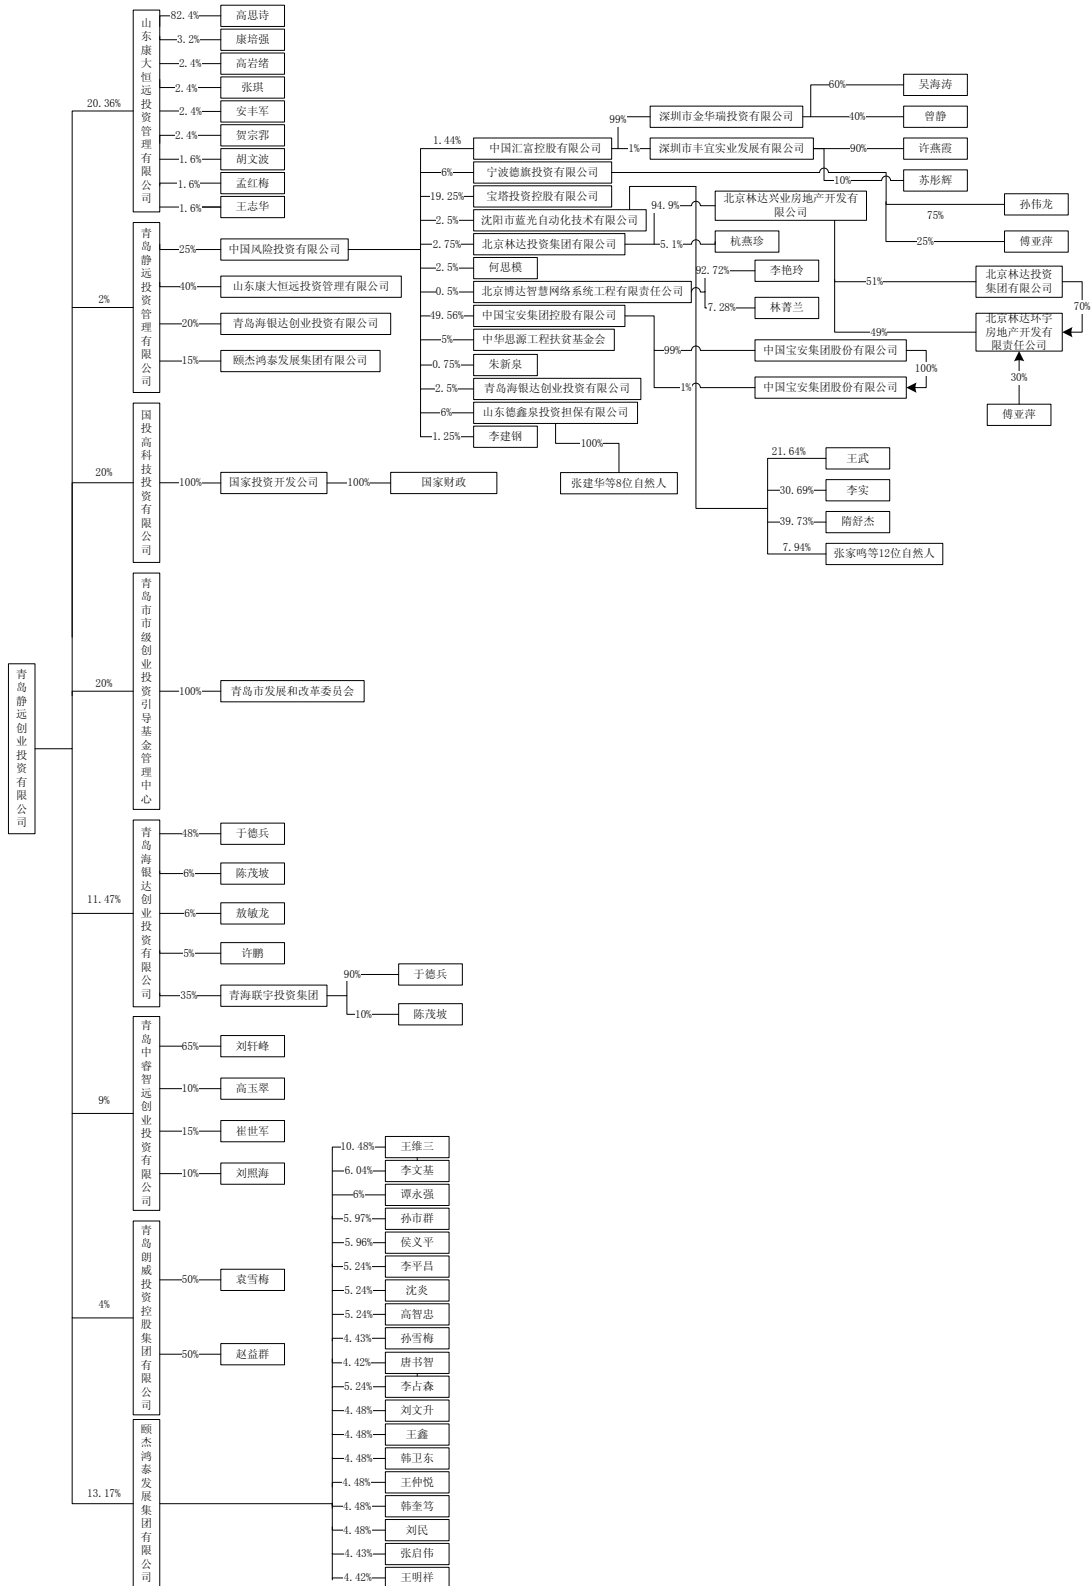 青岛静远创业投资有限公司
20.36%
山东康大恒远投资管理有限公司
82.4%
高思诗
3.2%
康培强
2.4%
高岩绪
2.4%
张琪
2.4%
安丰军
2.4%
贺宗郭
1.6%
胡文波
1.6%
孟红梅
1.6%
王志华
2%
青岛静远投资管理有限公司
25%
中国风险投资有限公司
40%
山东康大恒远投资管理有限公司
20%
青岛海银达创业投资有限公司
15%
颐杰鸿泰发展集团有限公司
1.44%
中国汇富控股有限公司
99%
深圳市金华瑞投资有限公司
60%
吴海涛
40%
曾静
1%
深圳市丰宜实业发展有限公司
90%
许燕霞
10%
苏彤辉
6%
宁波德旗投资有限公司
75%
孙伟龙
25%
傅亚萍
19.25%
宝塔投资控股有限公司
2.5%
沈阳市蓝光自动化技术有限公司
2.75%
北京林达投资集团有限公司
94.9%
北京林达兴业房地产开发有
限公司
5.1%
杭燕珍
51%
北京林达投资
集团有限公司
70%
49%
北京林达环宇
房地产开发有
限责任公司
30%
傅亚萍
2.5%
何思模
0.5%
北京博达智慧网络系统工程有限责任公司
92.72%
李艳玲
7.28%
林菁兰
49.56%
中国宝安集团控股有限公司
99%
中国宝安集团股份有限公司
100%
1%
中国宝安集团股份有限公司
5%
中华思源工程扶贫基金会
0.75%
朱新泉
2.5%
青岛海银达创业投资有限公司
6%
山东德鑫泉投资担保有限公司
100%
张建华等8位自然人
1.25%
李建钢
21.64%
王武
30.69%
李实
39.73%
隋舒杰
7.94%
张家鸣等12位自然人
20%
国投高科技投资有限公司
100%
国家投资开发公司
100%
国家财政
20%
青岛市市级创业投资引导基金管理中心
100%
青岛市发展和改革委员会
11.47%
青岛海银达创业投资有限公司
48%
于德兵
6%
陈茂坡
6%
敖敏龙
5%
许鹏
35%
青海联宇投资集团
90%
于德兵
10%
陈茂坡
9%
青岛中睿智远创业投资有限公司
65%
刘轩峰
10%
高玉翠
15%
崔世军
10%
刘照海
4%
青岛朗威投资控股集团有限公司
50%
袁雪梅
50%
赵益群
13.17%
颐杰鸿泰发展集团有限公司
10.48%
王维三
6.04%
李文基
6%
谭永强
5.97%
孙市群
5.96%
侯义平
5.24%
李平昌
5.24%
沈炎
5.24%
高智忠
4.43%
孙雪梅
4.42%
唐书智
5.24%
李占森
4.48%
刘文升
4.48%
王鑫
4.48%
韩卫东
4.48%
王仲悦
4.48%
韩奎笃
4.48%
刘民
4.43%
张启伟
4.42%
王明祥